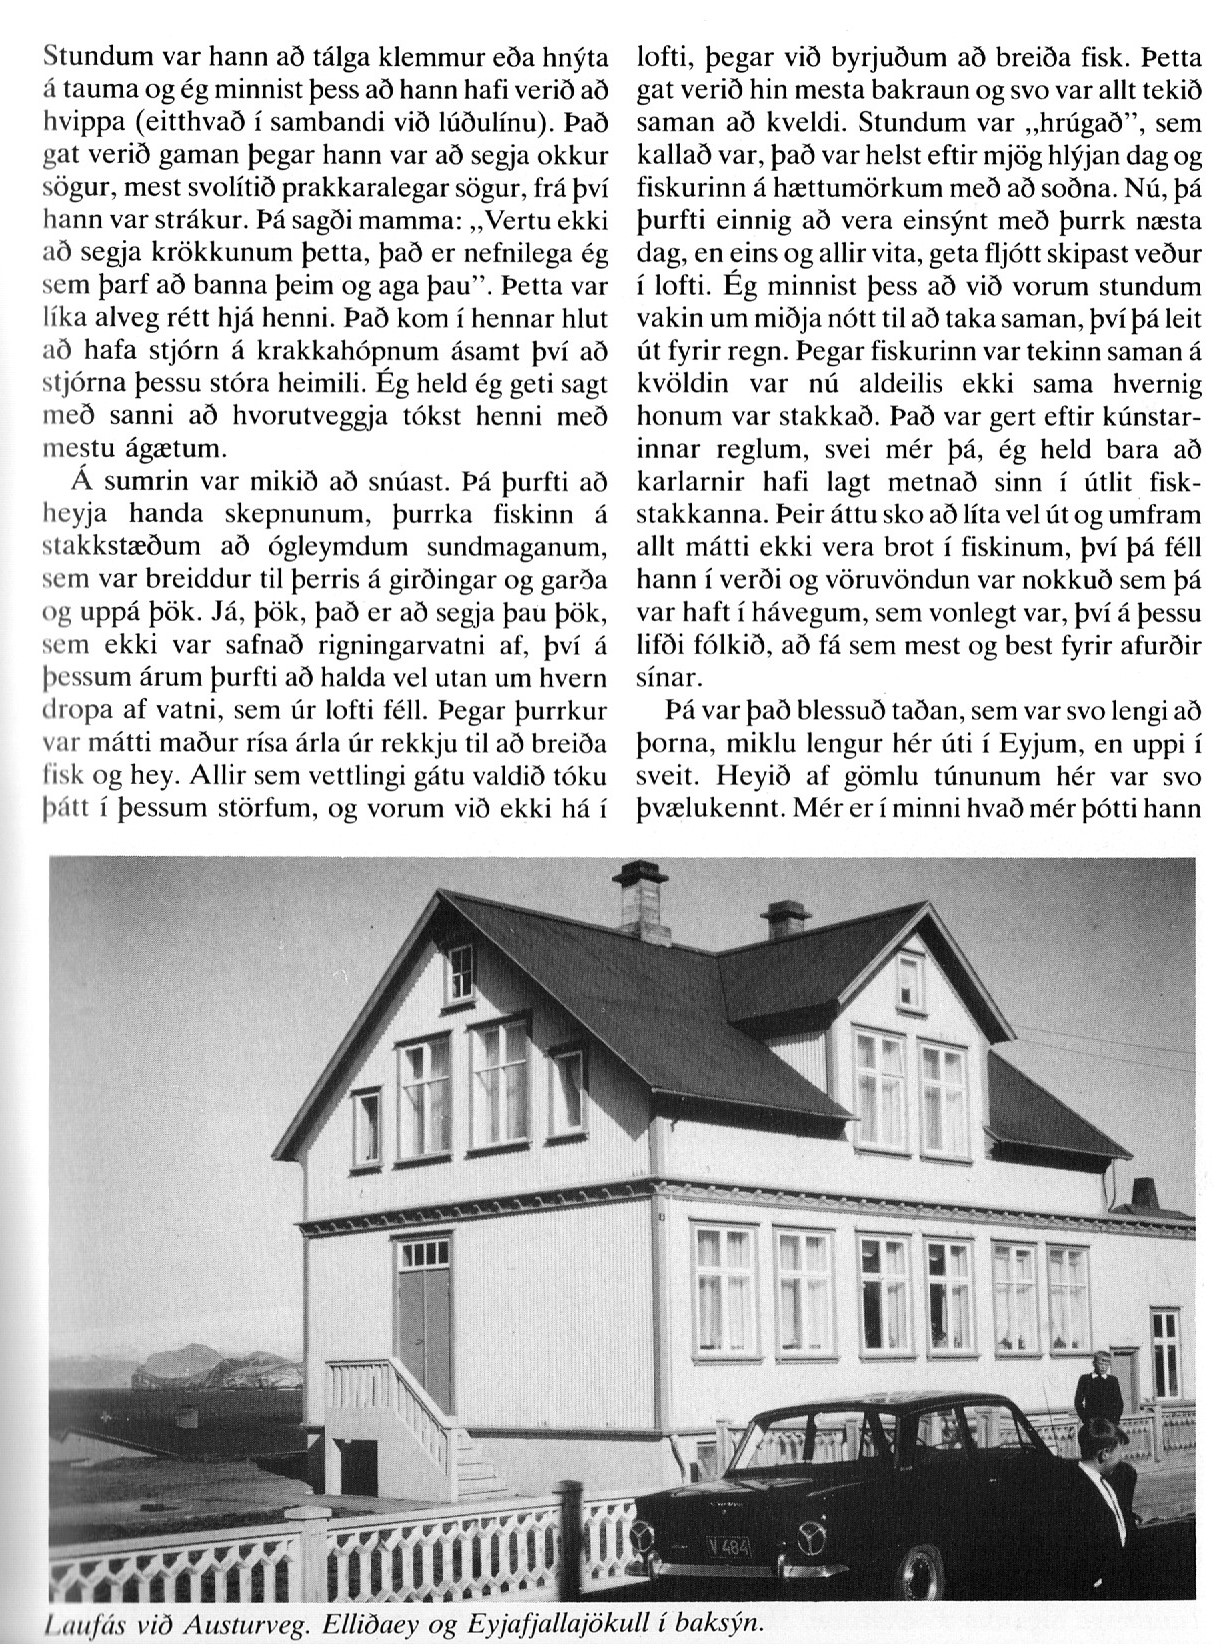 Stundum var hann að tálga klemmur eða hnýta
á tauma og ég minnist þess að hann hafi verið að
hvippa (eitthvað í sambandi við lúðulínu). Það
gat verið gaman þegar hann var að segja okkur
sögur, mest svolítið prakkaralegar sögur, frá því
hann var strákur. Þá sagði mamma: „Vertu ekki
að segja krökkunum þetta, það er nefnilega ég
sem þarf að banna þeim og aga þau”. Þetta var
líka alveg rétt hjá henni. Það kom í hennar hlut
að hafa stjórn á krakkahópnum ásamt því að
stjórna þessu stóra heimili. Ég held ég geti sagt
með sanni að hvorutveggja tókst henni með
mestu ágætum.
Á sumrin var mikið að snúast. Þá þurfti að
heyja handa skepnunum, þurrka fiskinn á
stakkstæðum að ógleymdum sundmaganum,
sem var breiddur til þerris á girðingar og garða
og uppá þök. Já, þök, það er að segja þau þök,
sem ekki var safnað rigningarvatni af, því á
þessum árum þurfti að halda vel utan um hvern
dropa af vatni, sem úr lofti féll. Þegar þurrkur
var mátti maður rísa árla úr rekkju til að breiða
fisk og hey. Allir sem vettlingi gátu valdið tóku
þátt í þessum störfum, og vorum við ekki há í
lofti, þegar við byrjuðum að breiða fisk. Þetta
gat verið hin mesta bakraun og svo var allt tekið
saman að kveldi. Stundum var „hrúgað”, sem
kallað var, það var helst eftir mjög hlýjan dag og
fiskurinn á hættumörkum með að soðna. Nú, þá
þurfti einnig að vera einsýnt með þurrk næsta
dag, en eins og allir vita, geta fljótt skipast veður
í lofti. Ég minnist þess að við vorum stundum
vakin um miðja nótt til að taka saman, því þá leit
út fyrir regn. Þegar fiskurinn var tekinn saman á
kvöldin var nú aldeilis ekki sama hvernig
honum var stakkað. Það var gert eftir kúnstar-
innar reglum, svei mér þá, ég held bara að
karlarnir hafi lagt metnað sinn í útlit fisk-
stakkanna. Þeir áttu sko að líta vel út og umfram
allt mátti ekki vera brot í fiskinum, því þá féll
hann í verði og vöruvöndun var nokkuð sem þá
var haft í hávegum, sem vonlegt var, því á þessu
lifði fólkið, að fá sem mest og best fyrir afurðir
sínar.
Þá var það blessuð taðan, sem var svo lengi að
þorna, miklu lengur hér úti í Eyjum, en uppi í
sveit. Heyið af gömlu túnunum hér var svo
þvælukennt. Mér er í minni hvað mér þótti hann
V 484
Laufás við Austurveg. Elliðaey og Eyjafjallajökull í baksýn.